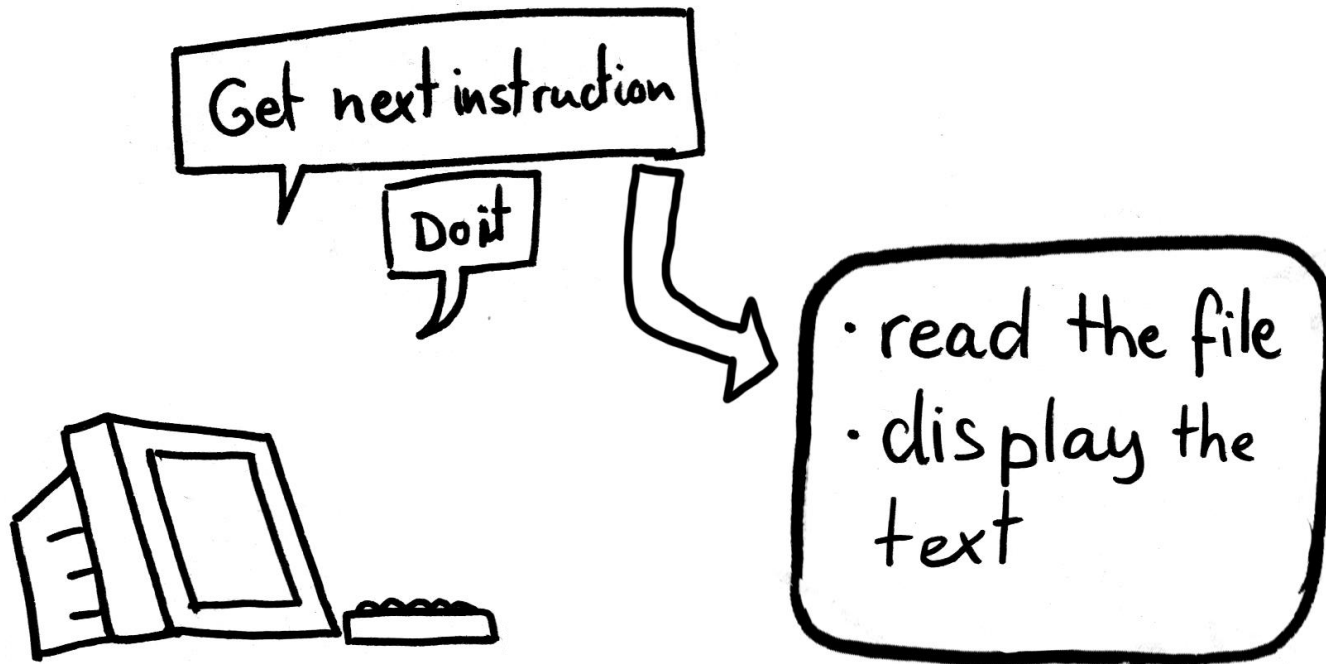 Get next instruction
Do it
· read the file
· display the
text